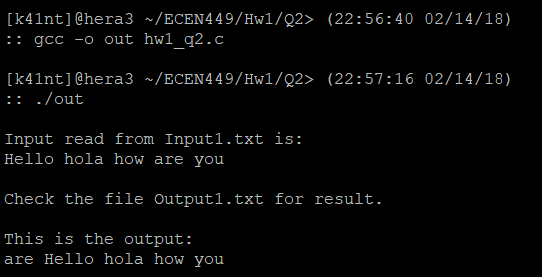 [k41nt]@hera3 ~/ECEN449/Hw1/Q2> (22:56:40 02/14/18)
:: gcc -o out hw1_q2.c
[k41nt]@hera3 ~/ECEN449/Hw1/Q2> (22:57:16 02/14/18)
:: ./out
Input read from Input1.txt is:
Hello hola how are you
Check the file Output1.txt for result.
This is the output:
are Hello hola how you